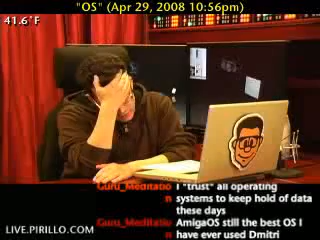 "OS" (Apr 29, 2008 10:56pm)
41.6°F
Guru_Meditatio I "trust" all operating
n systems to keep hold of data
these days
Guru_Meditatio AmigaOS still the best OS I
n have ever used Dmitri
LIVE.PIRILLO.COM